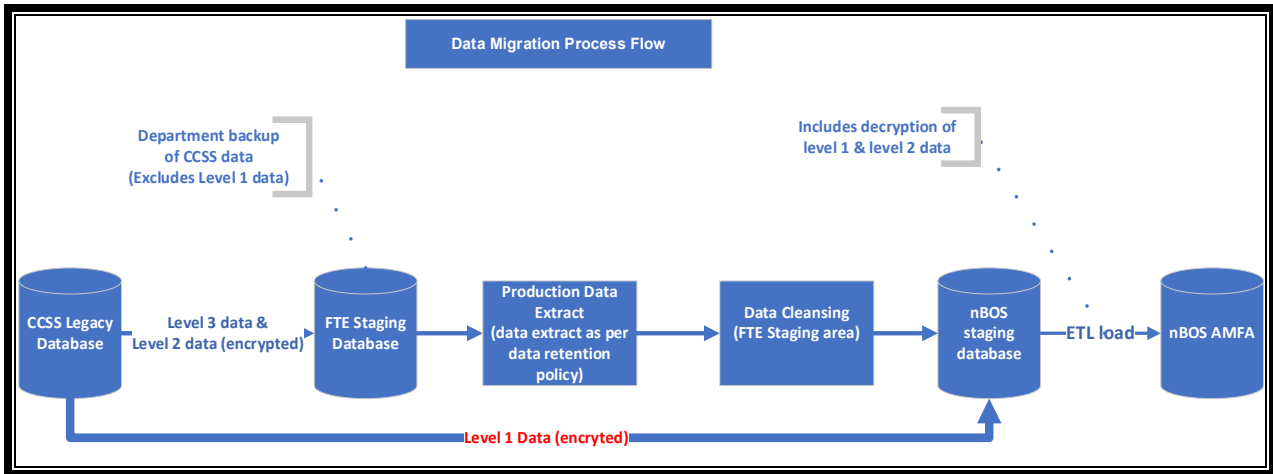 Data Migration Process Flow
Department backup
of CCSS data
(Excludes Level 1 data)
Includes decryption of
level 1 & level 2 data
CCSS Legacy
Database
Level 3 data &
Level 2 data (encrypted)
FTE Staging
Database
Production Data
Extract
(data extract as per
data retention
policy)
Data Cleansing
(FTE Staging area)
nBOS
staging
database
ETL load
nBOS AMFA
Level 1 Data (encryted)